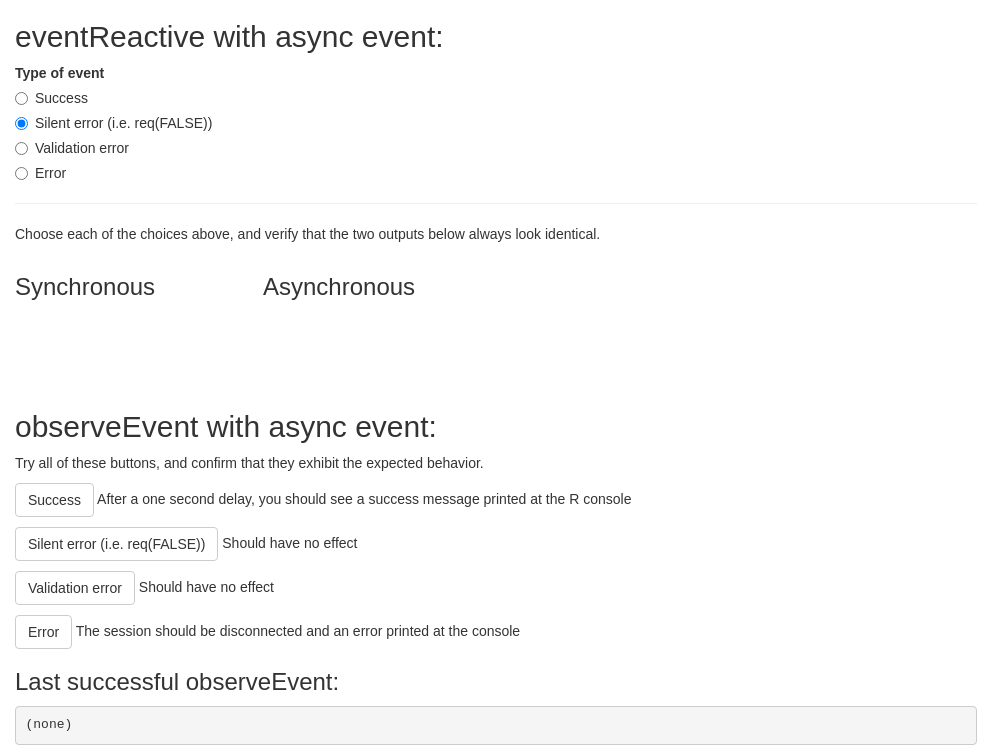 eventReactive with async event:
Type of event
Success
Silent error (i.e. req(FALSE))
Validation error
Error
Choose each of the choices above, and verify that the two outputs below always look identical.
Synchronous Asynchronous
observeEvent with async event:
Try all of these buttons, and confirm that they exhibit the expected behavior.
Success After a one second delay, you should see a success message printed at the R console
Silent error (i.e. req(FALSE)) Should have no effect
Validation error Should have no effect
Error The session should be disconnected and an error printed at the console
Last successful observeEvent:
(none)